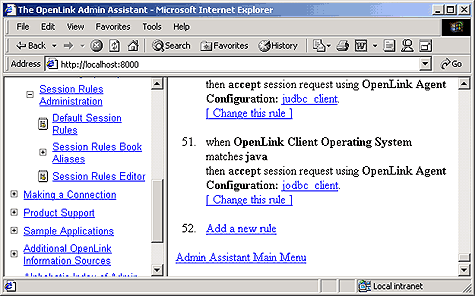 The OpenLink Admin Assistant - Microsoft Internet Explorer
File Edit View Favorites Tools Help
Back Search Favorites History
Address http://localhost:8000 Go
Session Rules
Administration
Default Session
Rules
Session Rules Book
Aliases
Session Rules Editor
Making a Connection
Product Support
Sample Applications
Additional OpenLink
Information Sources
Alphabetic Index of Admin
then accept session request using OpenLink Agent
Configuration: judbc_client.
[ Change this rule ]
51. when OpenLink Client Operating System
matches java
then accept session request using OpenLink Agent
Configuration: jodbc_client.
[ Change this rule ]
52. Add a new rule
Admin Assistant Main Menu
Local intranet